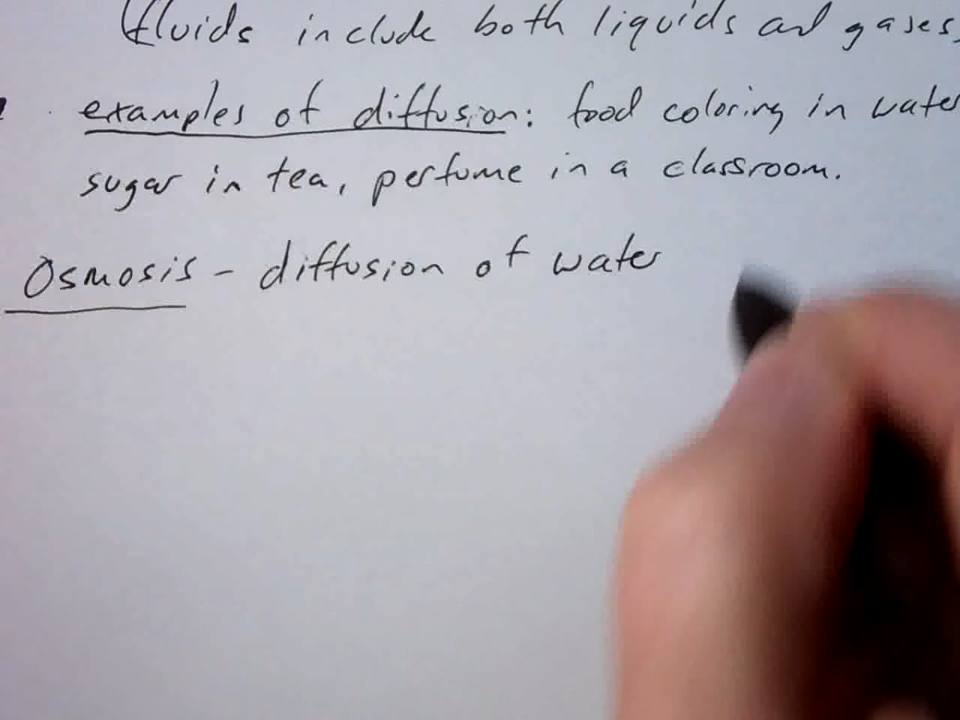 fluids include both liquids and gases.
examples of diffusion: food coloring in water
sugar in tea, perfume in a classroom.
Osmosis - diffusion of water